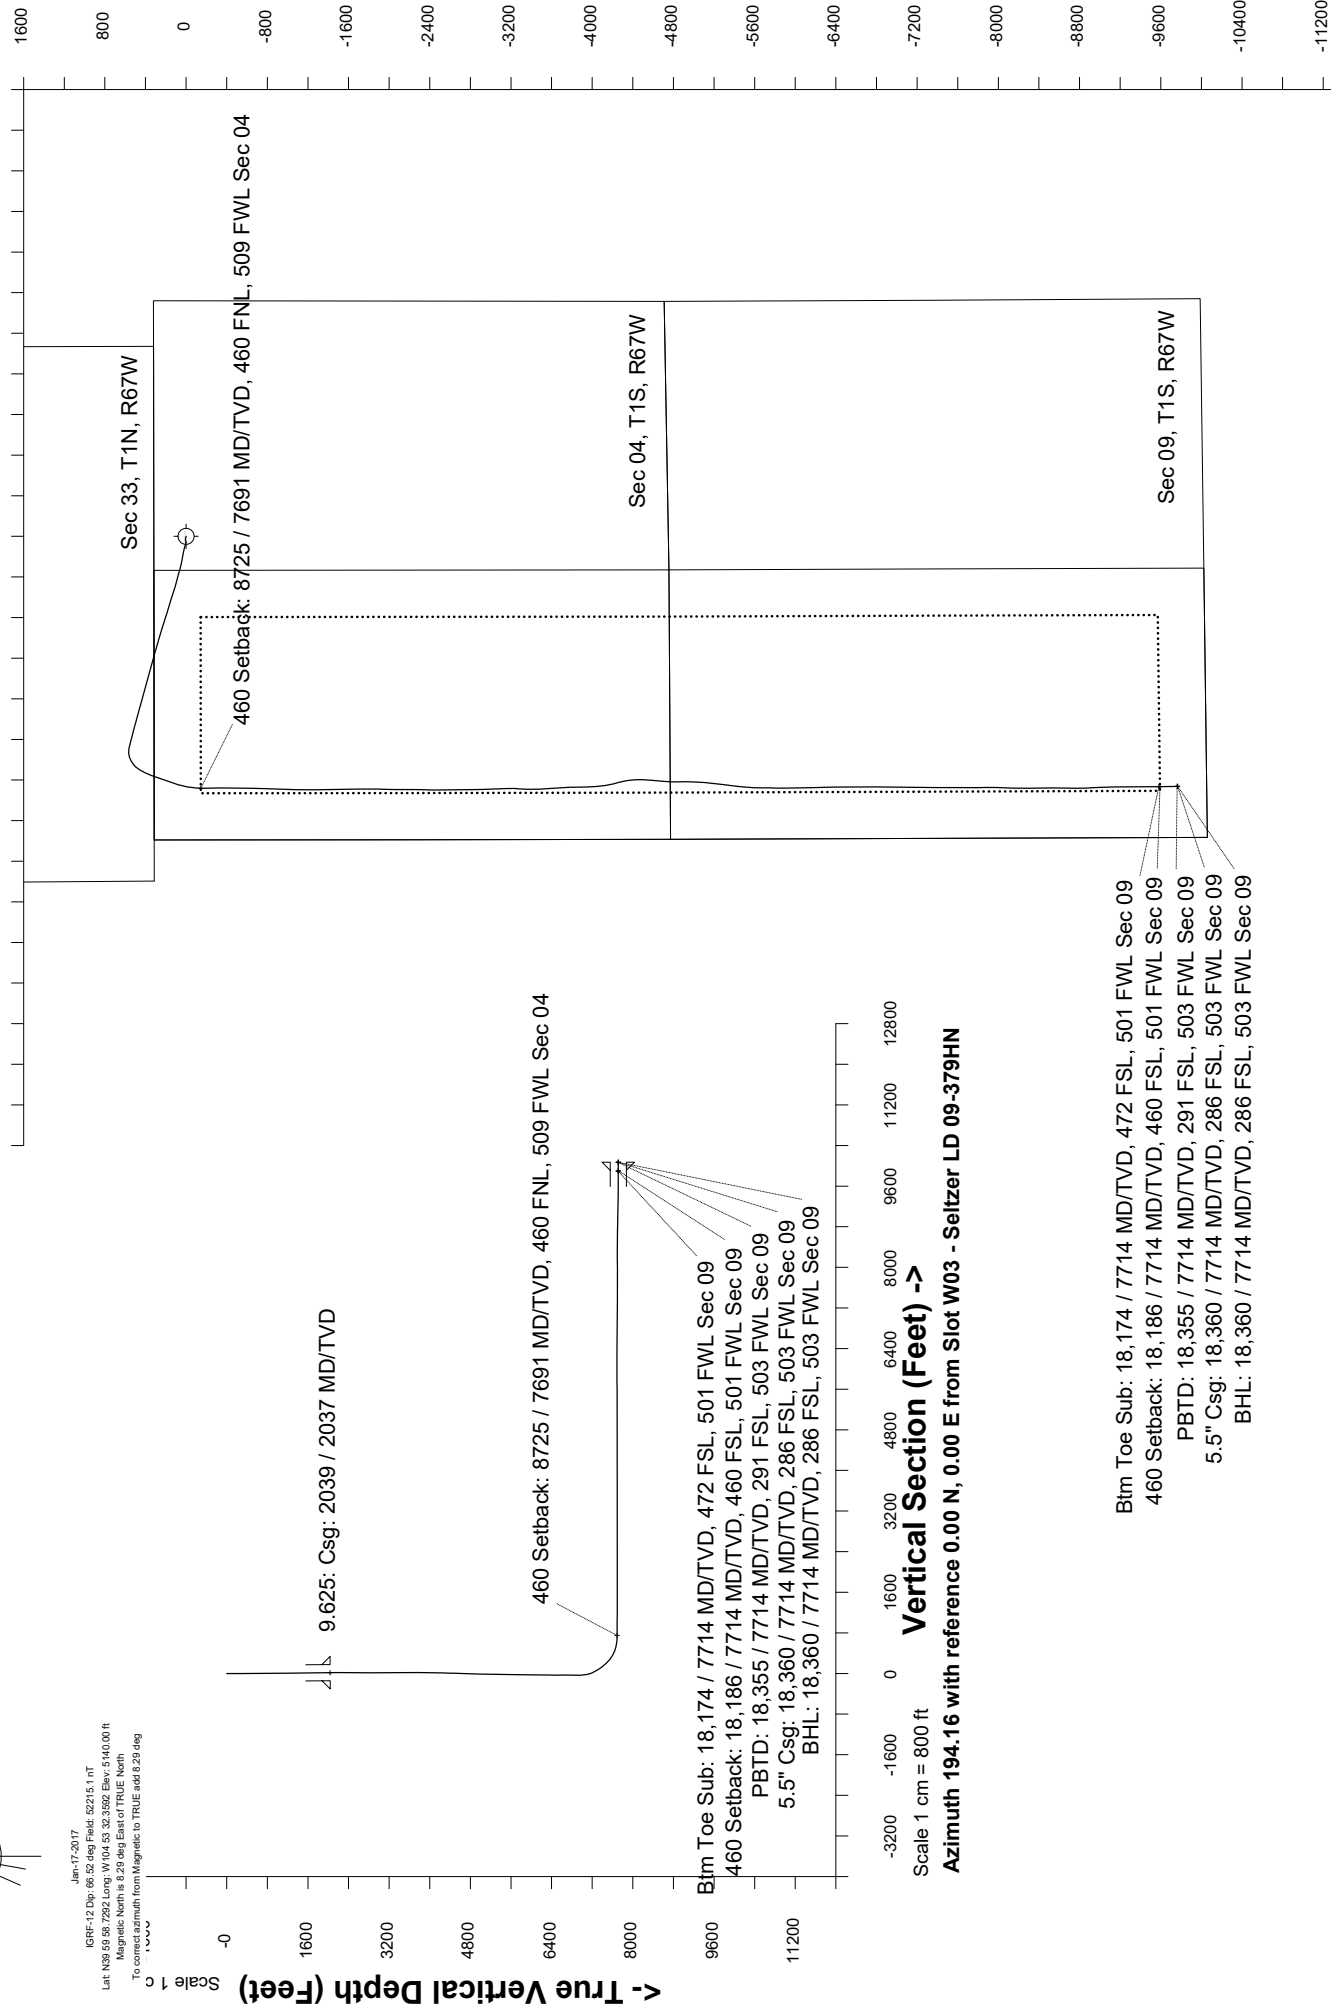 Jan-17-2017
IGRF-12 Dip: 66.52 deg Field: 52215.1 nT
Lat: N39 59 58.7292 Long: W104 53 32.3592 Elev: 5140.00 ft
Magnetic North is 8.29 deg East of TRUE North
To correct azimuth from Magnetic to TRUE add 8.29 deg
Scale 1 c
<- True Vertical Depth (Feet)
-0
1600
3200
4800
6400
8000
9600
11200
9.625: Csg: 2039 / 2037 MD/TVD
460 Setback: 8725 / 7691 MD/TVD, 460 FNL, 509 FWL Sec 04
Btm Toe Sub: 18,174 / 7714 MD/TVD, 472 FSL, 501 FWL Sec 09
460 Setback: 18,186 / 7714 MD/TVD, 460 FSL, 501 FWL Sec 09
PBTD: 18,355 / 7714 MD/TVD, 291 FSL, 503 FWL Sec 09
5.5" Csg: 18,360 / 7714 MD/TVD, 286 FSL, 503 FWL Sec 09
BHL: 18,360 / 7714 MD/TVD, 286 FSL, 503 FWL Sec 09
-3200
-1600
0
1600
3200
4800
6400
8000
9600
11200
12800
Scale 1 cm = 800 ft
Vertical Section (Feet) ->
Azimuth 194.16 with reference 0.00 N, 0.00 E from Slot W03 - Seltzer LD 09-379HN
1600
800
0
-800
-1600
-2400
-3200
-4000
-4800
-5600
-6400
-7200
-8000
-8800
-9600
-10400
-11200
Sec 33, T1N, R67W
460 Setback: 8725 / 7691 MD/TVD, 460 FNL, 509 FWL Sec 04
Sec 04, T1S, R67W
Sec 09, T1S, R67W
Btm Toe Sub: 18,174 / 7714 MD/TVD, 472 FSL, 501 FWL Sec 09
460 Setback: 18,186 / 7714 MD/TVD, 460 FSL, 501 FWL Sec 09
PBTD: 18,355 / 7714 MD/TVD, 291 FSL, 503 FWL Sec 09
5.5" Csg: 18,360 / 7714 MD/TVD, 286 FSL, 503 FWL Sec 09
BHL: 18,360 / 7714 MD/TVD, 286 FSL, 503 FWL Sec 09